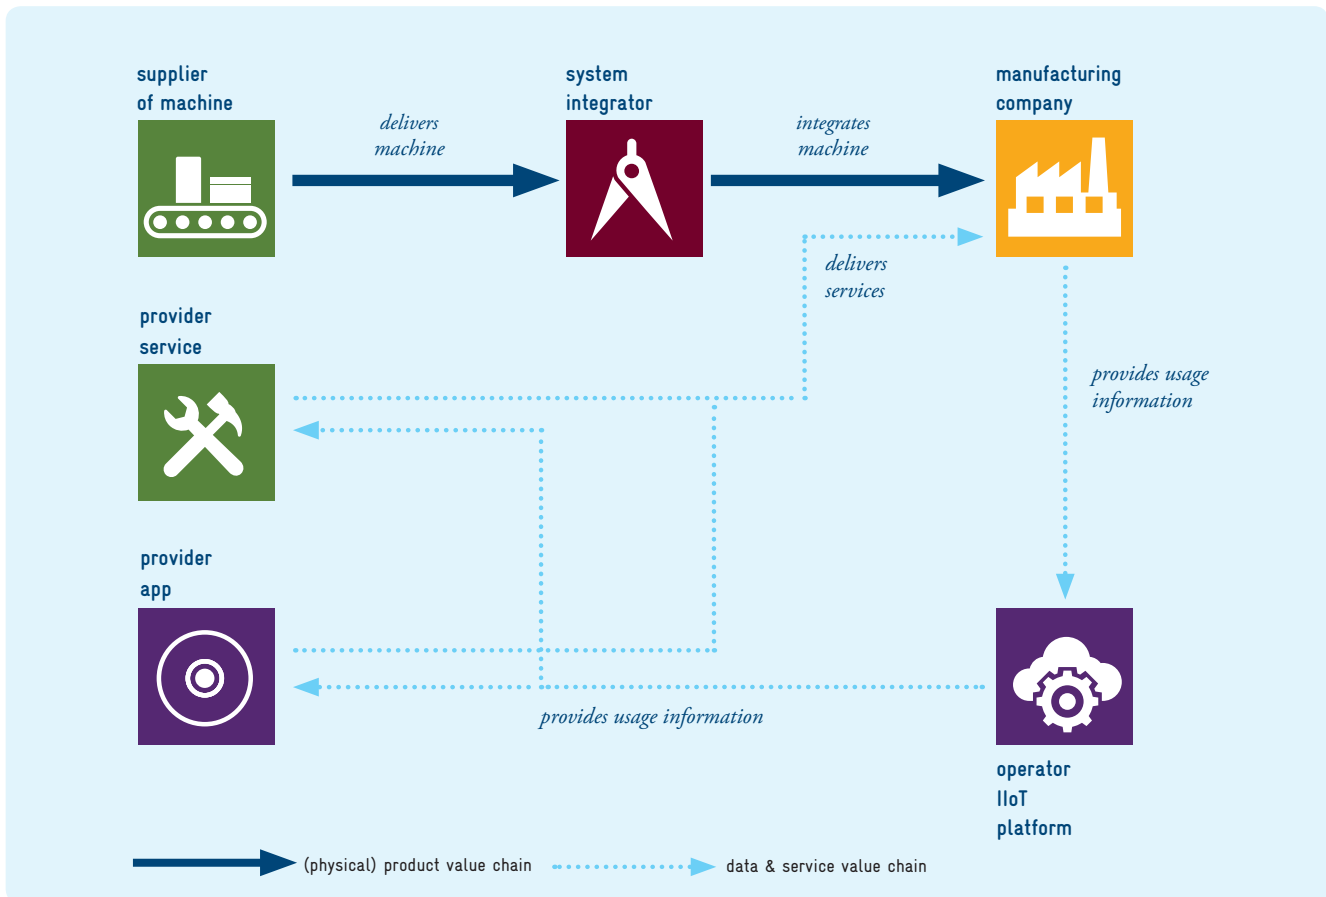 supplier
of machine
delivers
machine
system
integrator
integrates
machine
manufacturing
company
delivers
services
provider
service
provides usage
information
provider
app
provides usage information
operator
IIoT
platform
(physical) product value chain
data & service value chain